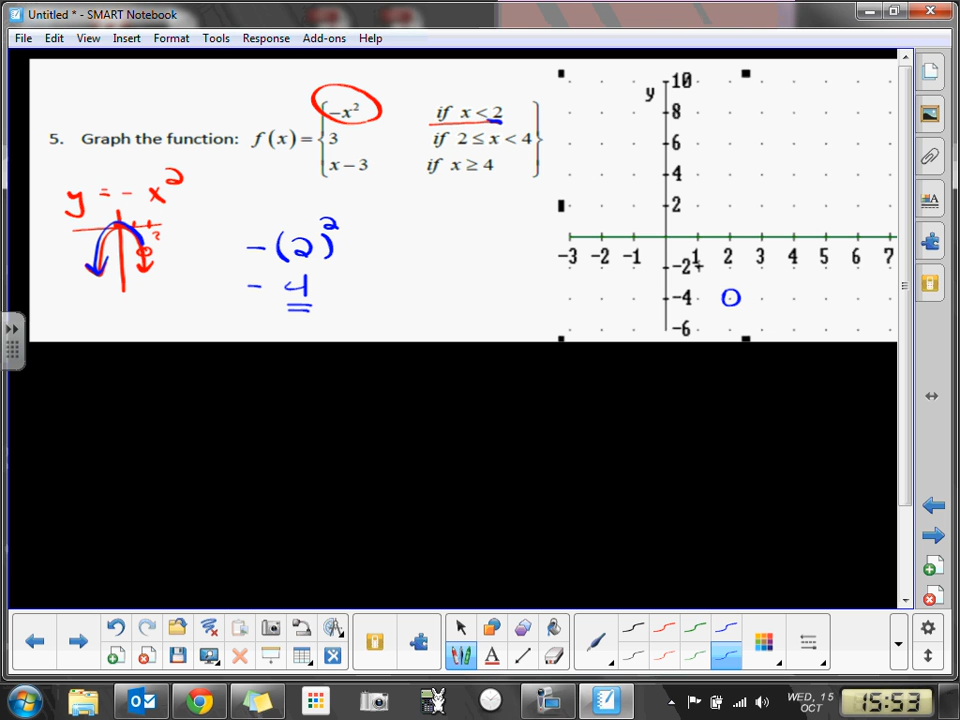 Untitled * - SMART Notebook
File Edit View Insert Format Tools Response Add-ons Help
5. Graph the function: f(x) = { -x² if x < 2
3 if 2 ≤ x < 4
x − 3 if x ≥ 4 }
y = - x²
2
- (2)²
- 4
y
10
8
6
4
2
-3 -2 -1 1 2 3 4 5 6 7
-2
-4
-6
WED, 15
OCT
15:53